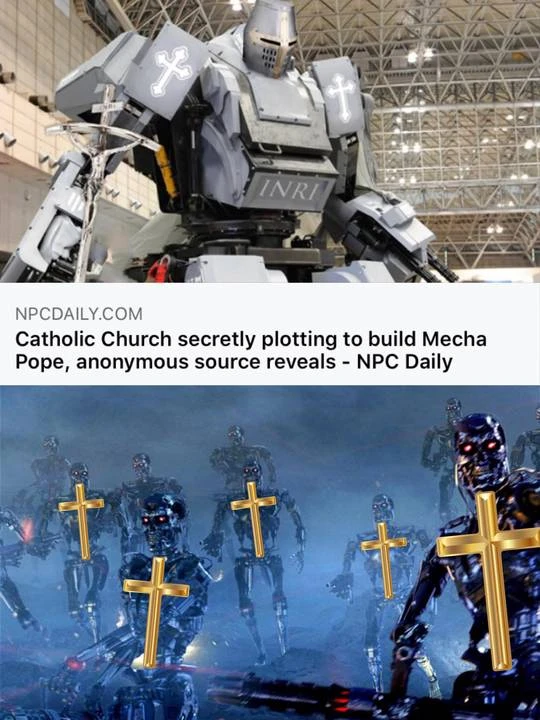 INRI
NPCDAILY.COM
Catholic Church secretly plotting to build Mecha
Pope, anonymous source reveals - NPC Daily